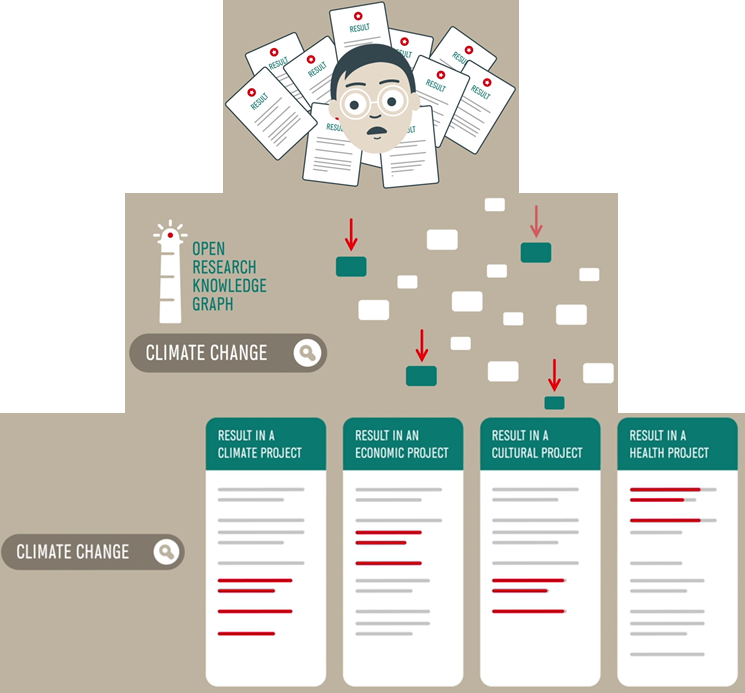 RESULT
RESULT
RESULT
RESULT
RESULT
RESULT
RESULT
OPEN
RESEARCH
KNOWLEDGE
GRAPH
CLIMATE CHANGE
RESULT IN A
CLIMATE PROJECT
RESULT IN AN
ECONOMIC PROJECT
RESULT IN A
CULTURAL PROJECT
RESULT IN A
HEALTH PROJECT
CLIMATE CHANGE